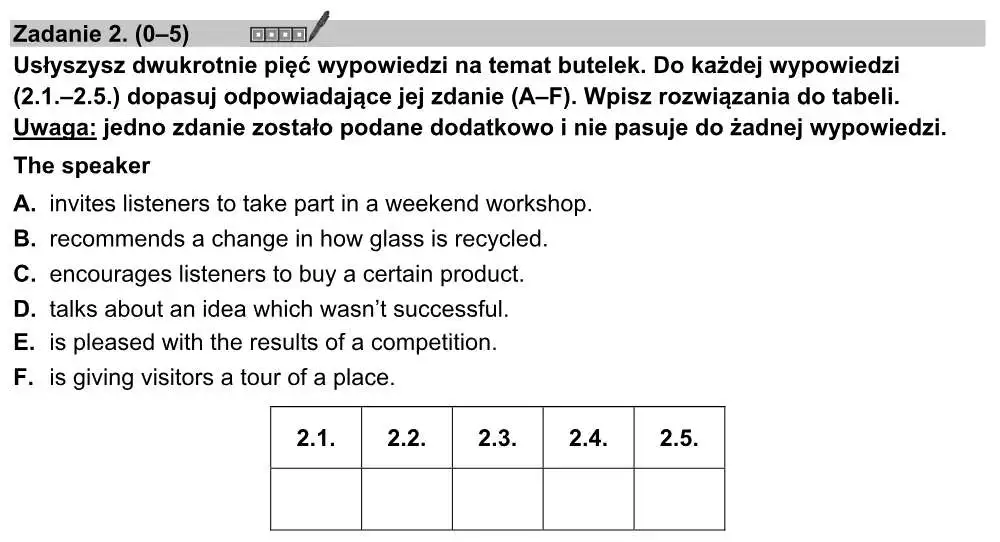 Zadanie 2. (0–5)
Usłyszysz dwukrotnie pięć wypowiedzi na temat butelek. Do każdej wypowiedzi
(2.1.–2.5.) dopasuj odpowiadające jej zdanie (A–F). Wpisz rozwiązania do tabeli.
Uwaga: jedno zdanie zostało podane dodatkowo i nie pasuje do żadnej wypowiedzi.
The speaker
A. invites listeners to take part in a weekend workshop.
B. recommends a change in how glass is recycled.
C. encourages listeners to buy a certain product.
D. talks about an idea which wasn’t successful.
E. is pleased with the results of a competition.
F. is giving visitors a tour of a place.
2.1. 2.2. 2.3. 2.4. 2.5.